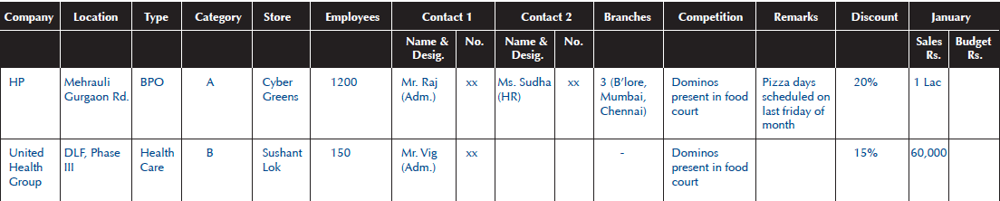 Company Location Type Category Store Employees Contact 1 Contact 2 Branches Competition Remarks Discount January
Name & No. Name & No. Sales Budget
Desig. Desig. Rs. Rs.
HP Mehrauli BPO A Cyber 1200 Mr. Raj xx Ms. Sudha xx 3 (B'lore, Dominos Pizza days 20% 1 Lac
Gurgaon Rd. Greens (Adm.) (HR) Mumbai, present in food scheduled on
Chennai) court last friday of
month
United DLF, Phase Health B Sushant 150 Mr. Vig xx - Dominos 15% 60,000
Health III Care Lok (Adm.) present in food
Group court